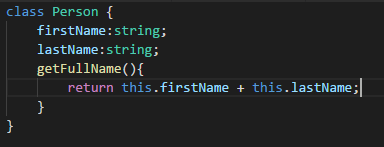 class Person {
    firstName:string;
    lastName:string;
    getFullName(){
        return this.firstName + this.lastName;
    }
}